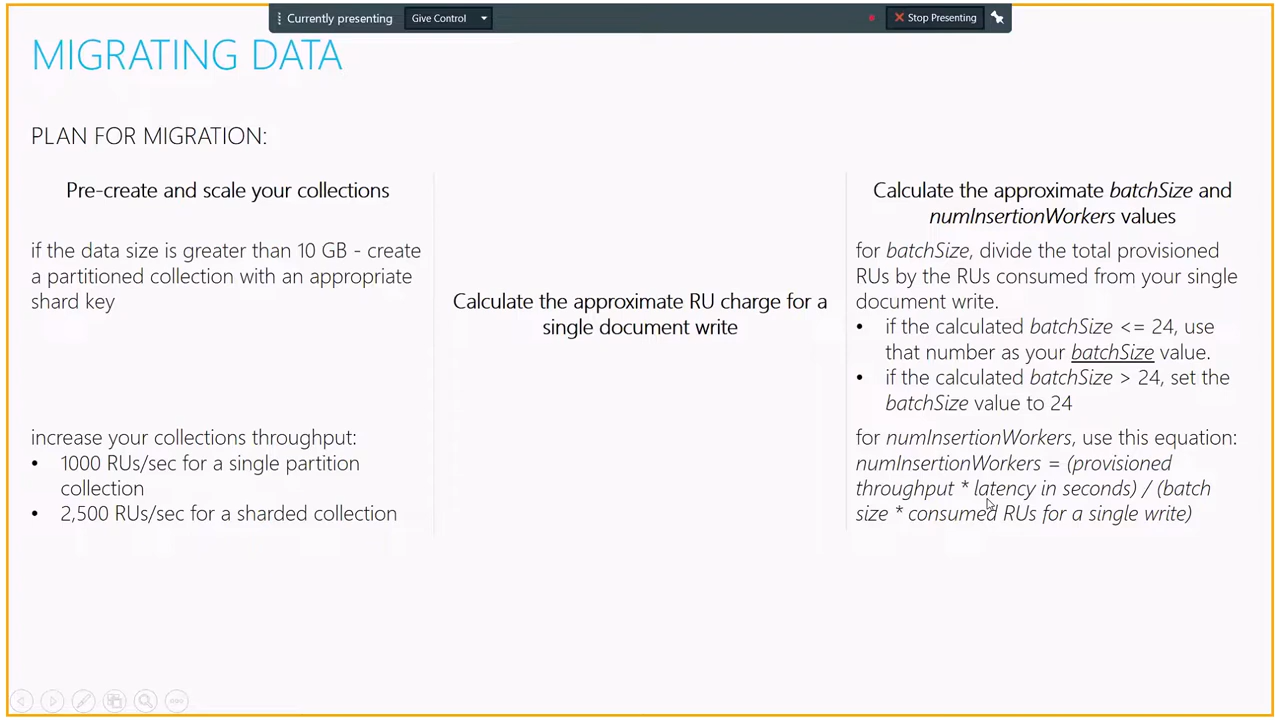 Currently presenting
Give Control
Stop Presenting
MIGRATING DATA
PLAN FOR MIGRATION:
Pre-create and scale your collections
if the data size is greater than 10 GB - create
a partitioned collection with an appropriate
shard key
increase your collections throughput:
• 1000 RUs/sec for a single partition
collection
• 2,500 RUs/sec for a sharded collection
Calculate the approximate RU charge for a
single document write
Calculate the approximate batchSize and
numInsertionWorkers values
for batchSize, divide the total provisioned
RUs by the RUs consumed from your single
document write.
• if the calculated batchSize <= 24, use
that number as your batchSize value.
• if the calculated batchSize > 24, set the
batchSize value to 24
for numInsertionWorkers, use this equation:
numInsertionWorkers = (provisioned
throughput * latency in seconds) / (batch
size * consumed RUs for a single write)